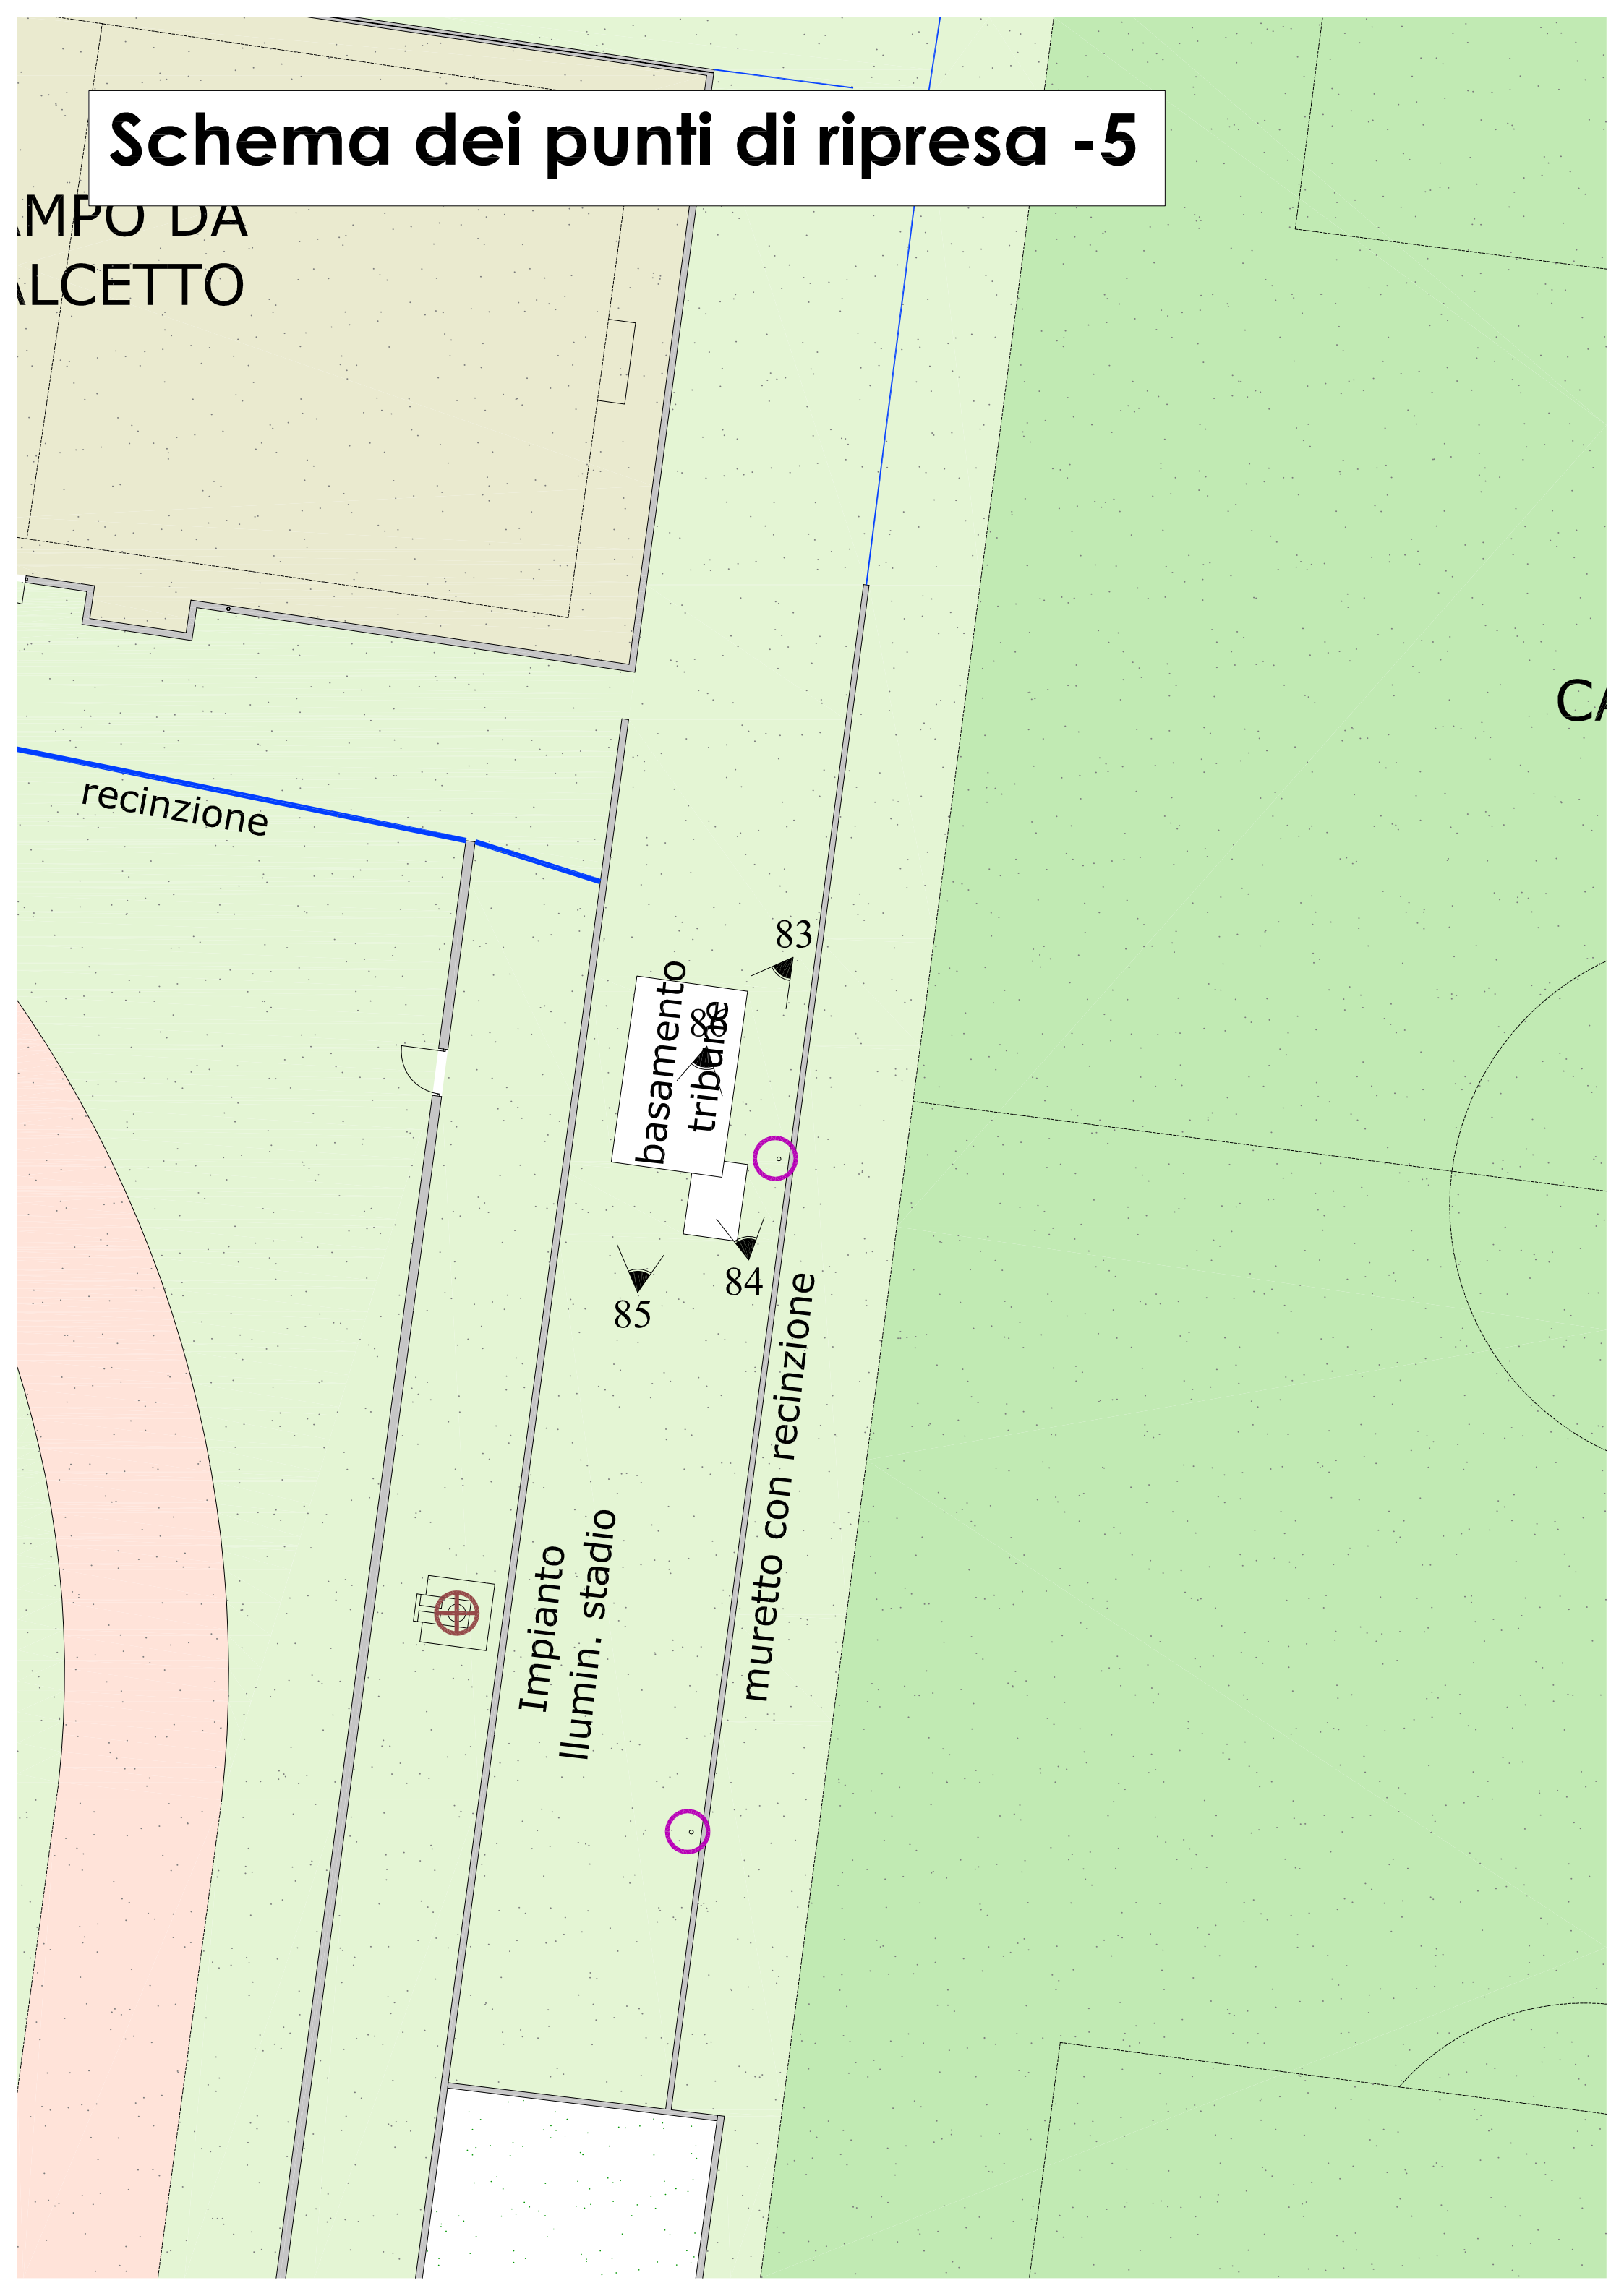 Schema dei punti di ripresa -5
MPO DA
LCETTO
CA
recinzione
83
basamento
tribune
84
85
muretto con recinzione
Impianto
Illumin. stadio